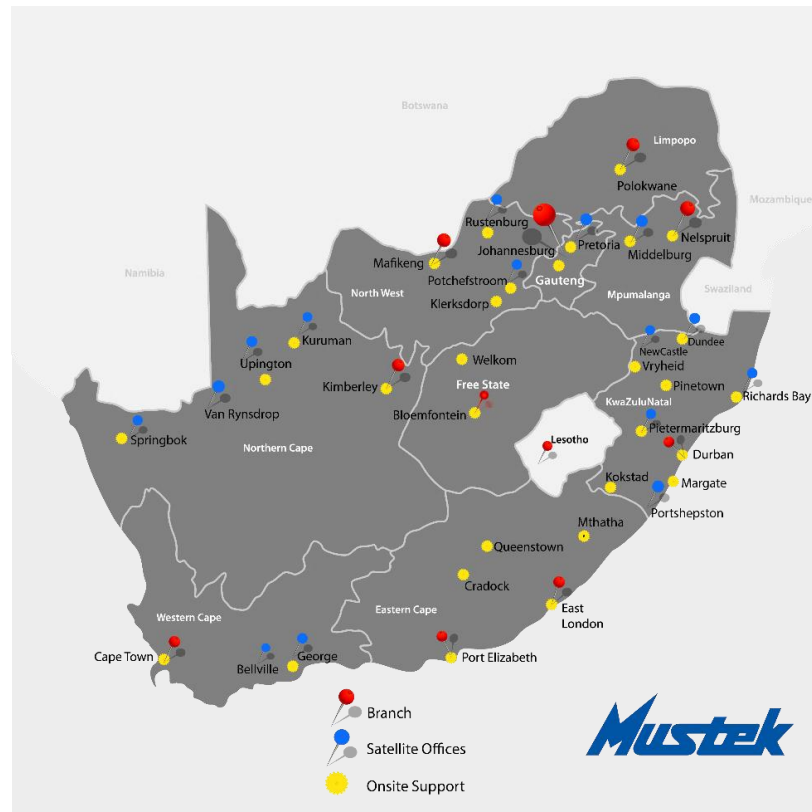 Botswana
Limpopo
Polokwane
Mozambique
Rustenburg
Johannesburg
Pretoria
Nelspruit
Middelburg
Mafikeng
Namibia
Potchefstroom
Gauteng
North West
Klerksdorp
Mpumalanga
Swaziland
Kuruman
Dundee
NewCastle
Upington
Welkom
Vryheid
Kimberley
Free State
Pinetown
Richards Bay
Van Rynsdrop
Bloemfontein
KwaZuluNatal
Springbok
Pietermaritzburg
Northern Cape
Lesotho
Durban
Kokstad
Margate
Portshepston
Mthatha
Queenstown
Cradock
Western Cape
Eastern Cape
East
London
Cape Town
Bellville
George
Port Elizabeth
Branch
Satellite Offices
Onsite Support
Mustek